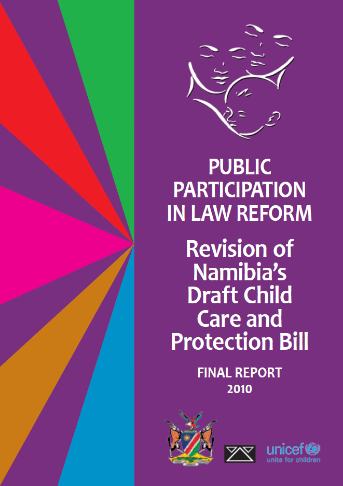 PUBLIC
PARTICIPATION
IN LAW REFORM
Revision of
Namibia's
Draft Child
Care and
Protection Bill
FINAL REPORT
2010
unicef
unite for children